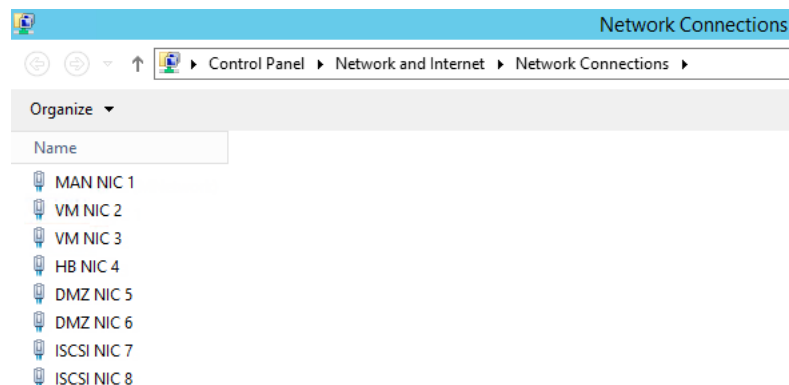 Network Connections
Control Panel Network and Internet Network Connections
Organize
Name
MAN NIC 1
VM NIC 2
VM NIC 3
HB NIC 4
DMZ NIC 5
DMZ NIC 6
ISCSI NIC 7
ISCSI NIC 8